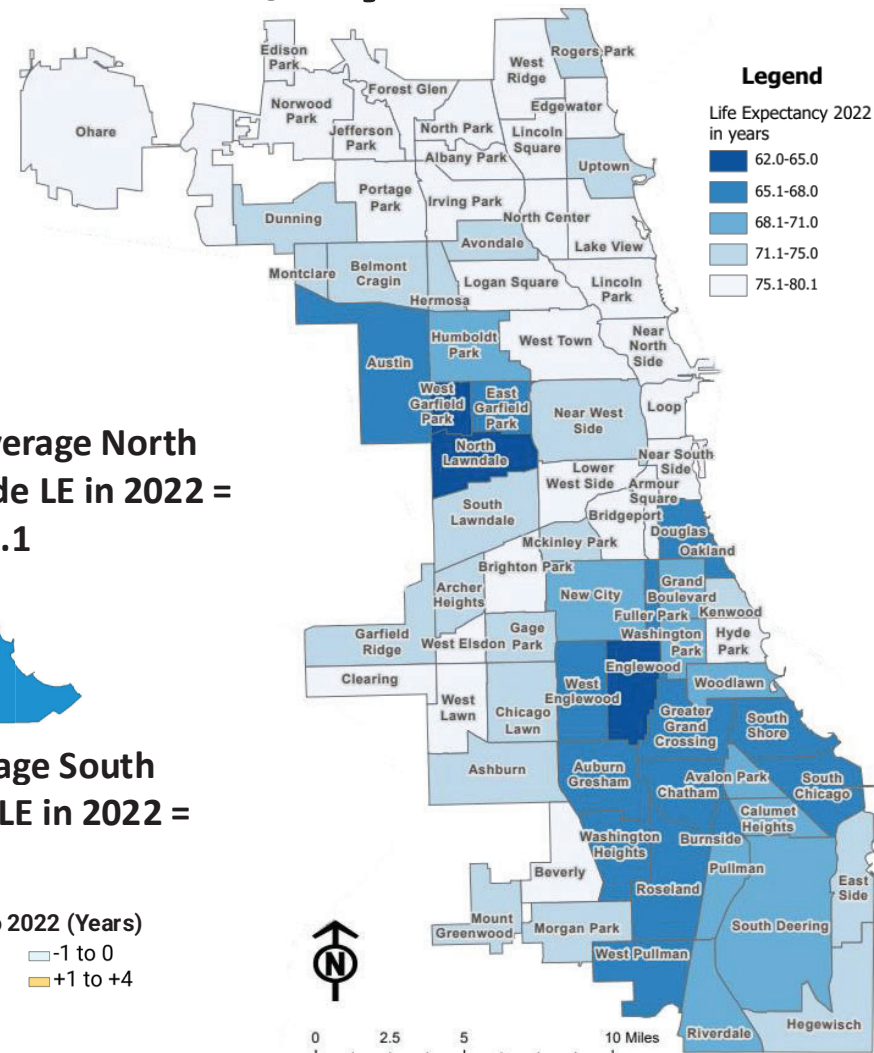 Edison
Park
Rogers Park
West
Ridge
Forest Glen
Norwood
Park
Edgewater
Ohare
Jefferson
Park
North Park
Lincoln
Square
Albany Park
Uptown
Portage
Park
Irving Park
North Center
Dunning
Avondale
Lake View
Montclare
Belmont
Cragin
Logan Square
Lincoln
Park
Hermosa
Humboldt
Park
West Town
Near
North
Side
Austin
West
Garfield
Park
East
Garfield
Park
Near West
Side
Loop
North
Lawndale
Near South
Side
Lower
West Side
Armour
Square
South
Lawndale
Bridgeport
Douglas
Mckinley Park
Oakland
Brighton Park
Archer
Heights
New City
Grand
Boulevard
Fuller Park
Kenwood
Garfield
Ridge
West Elsdon
Gage
Park
Washington
Park
Hyde
Park
Englewood
Clearing
West
Englewood
Woodlawn
West
Lawn
Chicago
Lawn
Greater
Grand
Crossing
South
Shore
Ashburn
Auburn
Gresham
Avalon Park
Chatham
South
Chicago
Calumet
Heights
Washington
Heights
Burnside
Beverly
Pullman
Roseland
East
Side
Mount
Greenwood
Morgan Park
South Deering
West Pullman
Riverdale
Hegewisch
Legend
Life Expectancy 2022
in years
62.0-65.0
65.1-68.0
68.1-71.0
71.1-75.0
75.1-80.1
verage North
de LE in 2022 =
.1
age South
LE in 2022 =
2022 (Years)
-1 to 0
+1 to +4
N
0 2.5 5 10 Miles